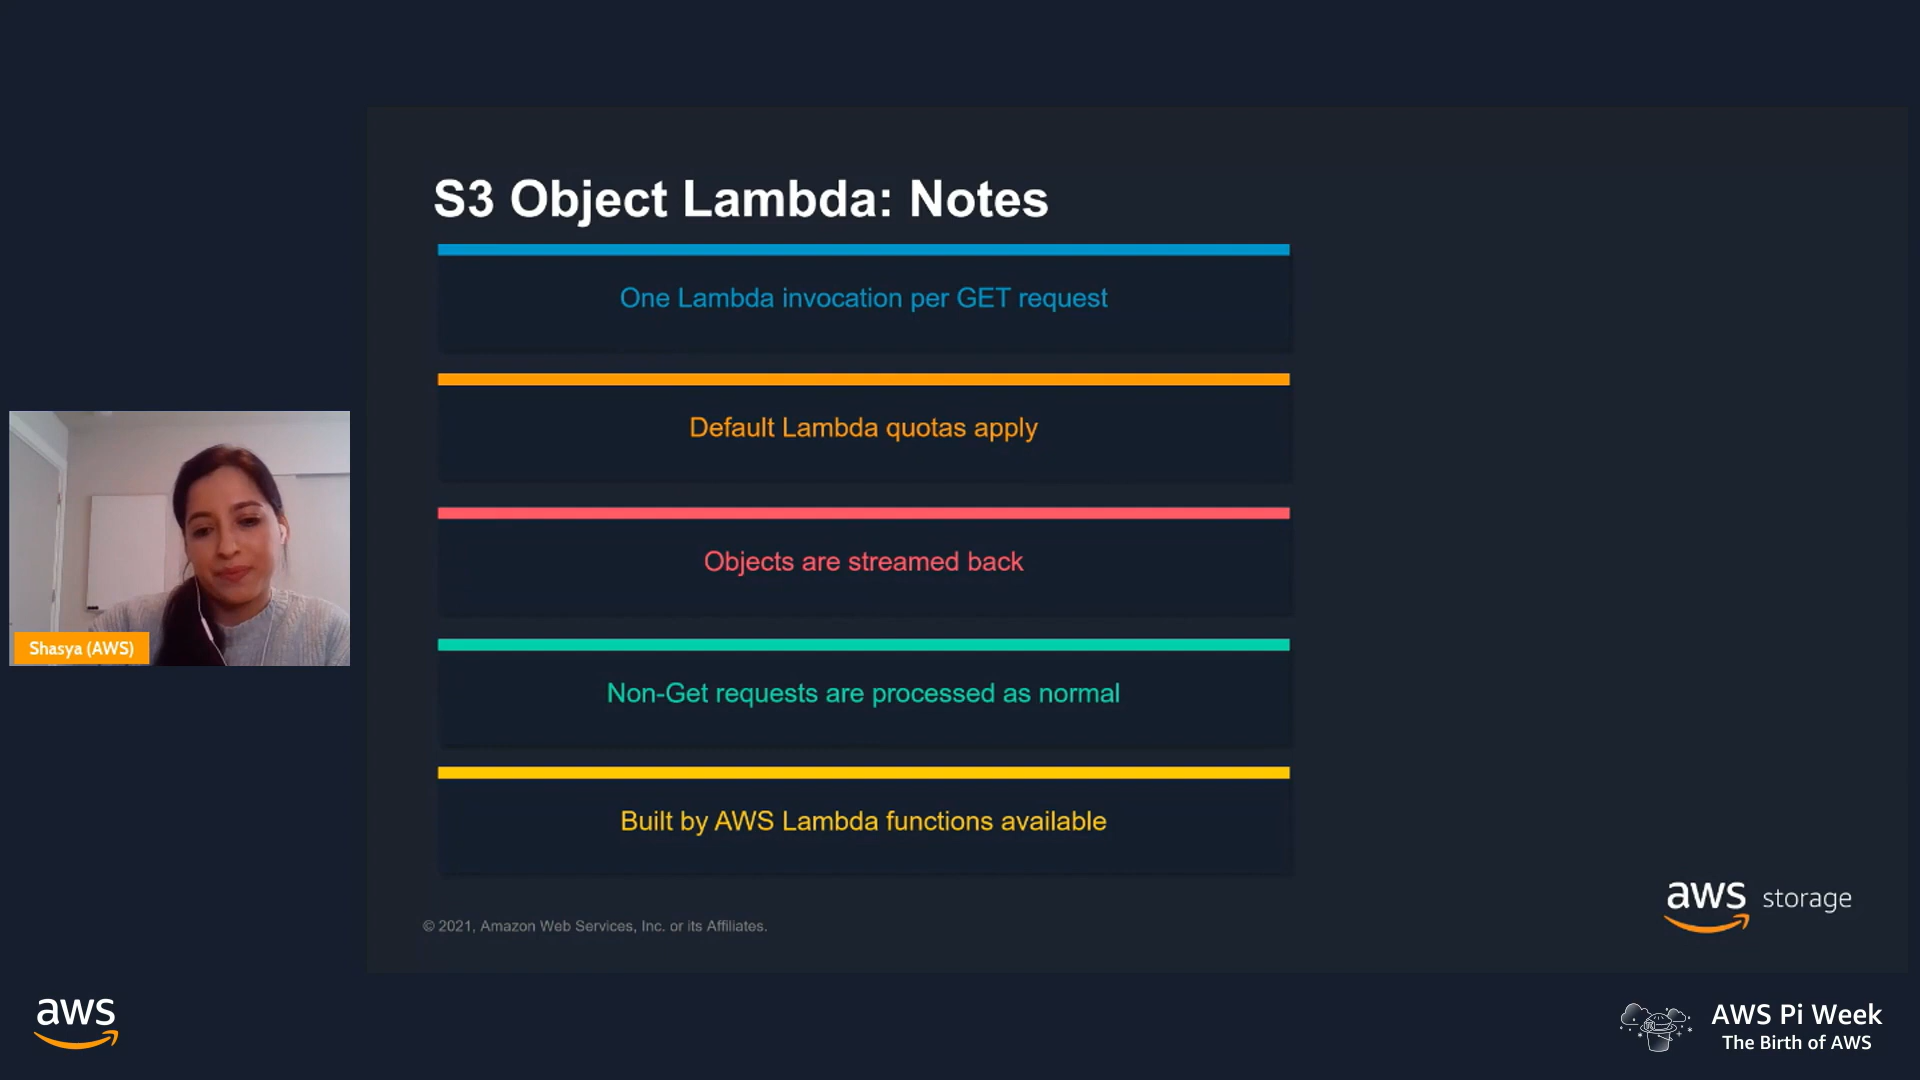 S3 Object Lambda: Notes
One Lambda invocation per GET request
Default Lambda quotas apply
Objects are streamed back
Non-Get requests are processed as normal
Built by AWS Lambda functions available
Shasya (AWS)
© 2021, Amazon Web Services, Inc. or its Affiliates.
aws storage
aws
AWS Pi Week
The Birth of AWS